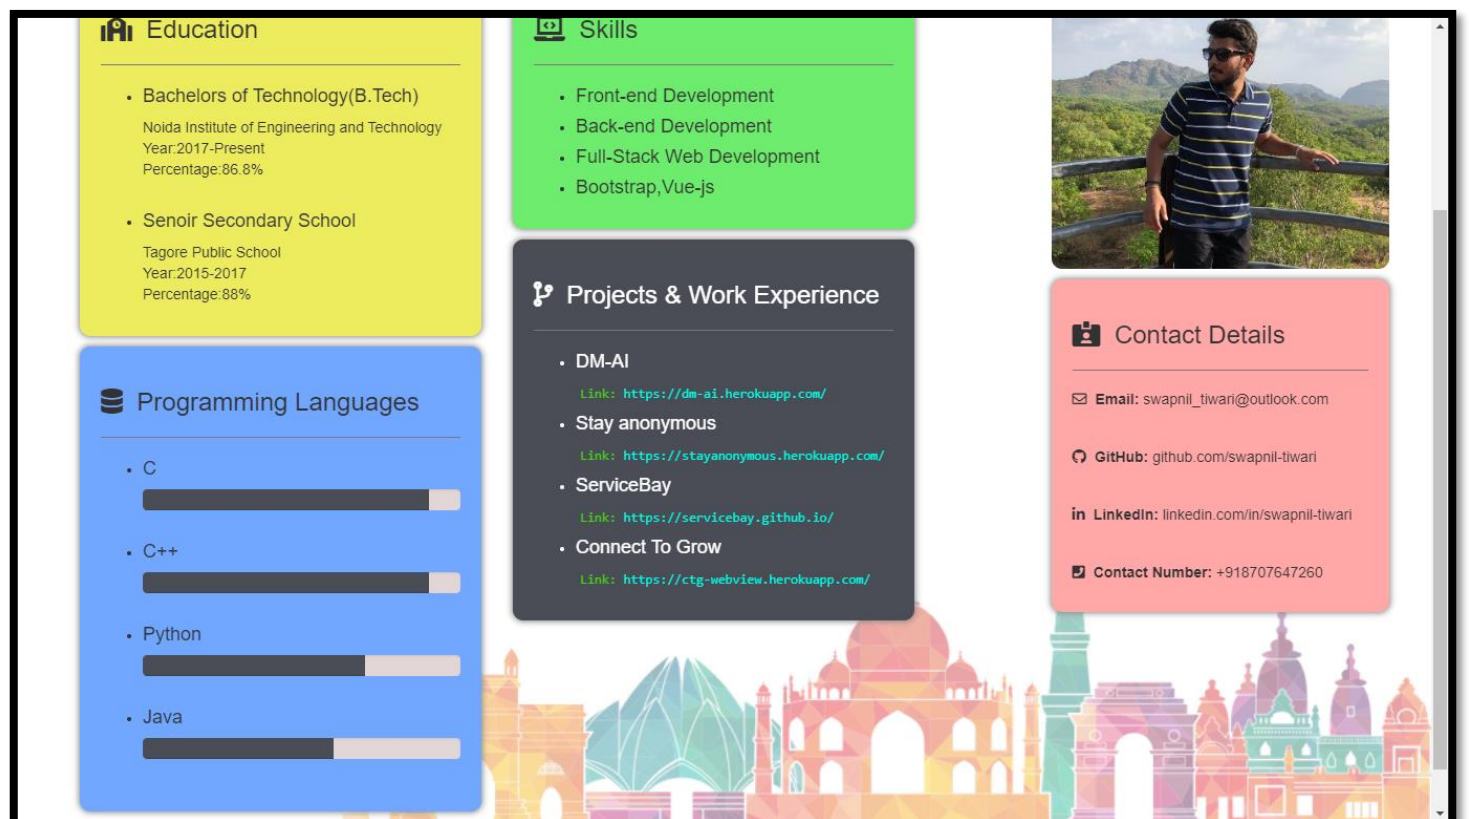 Education
Bachelors of Technology(B.Tech)
Noida Institute of Engineering and Technology
Year:2017-Present
Percentage:86.8%
Senoir Secondary School
Tagore Public School
Year:2015-2017
Percentage:88%
Programming Languages
C
C++
Python
Java
Skills
Front-end Development
Back-end Development
Full-Stack Web Development
Bootstrap,Vue-js
Projects & Work Experience
DM-AI
Link: https://dm-ai.herokuapp.com/
Stay anonymous
Link: https://stayanonymous.herokuapp.com/
ServiceBay
Link: https://servicebay.github.io/
Connect To Grow
Link: https://ctg-webview.herokuapp.com/
Contact Details
Email: swapnil_tiwari@outlook.com
GitHub: github.com/swapnil-tiwari
in LinkedIn: linkedin.com/in/swapnil-tiwari
Contact Number: +918707647260